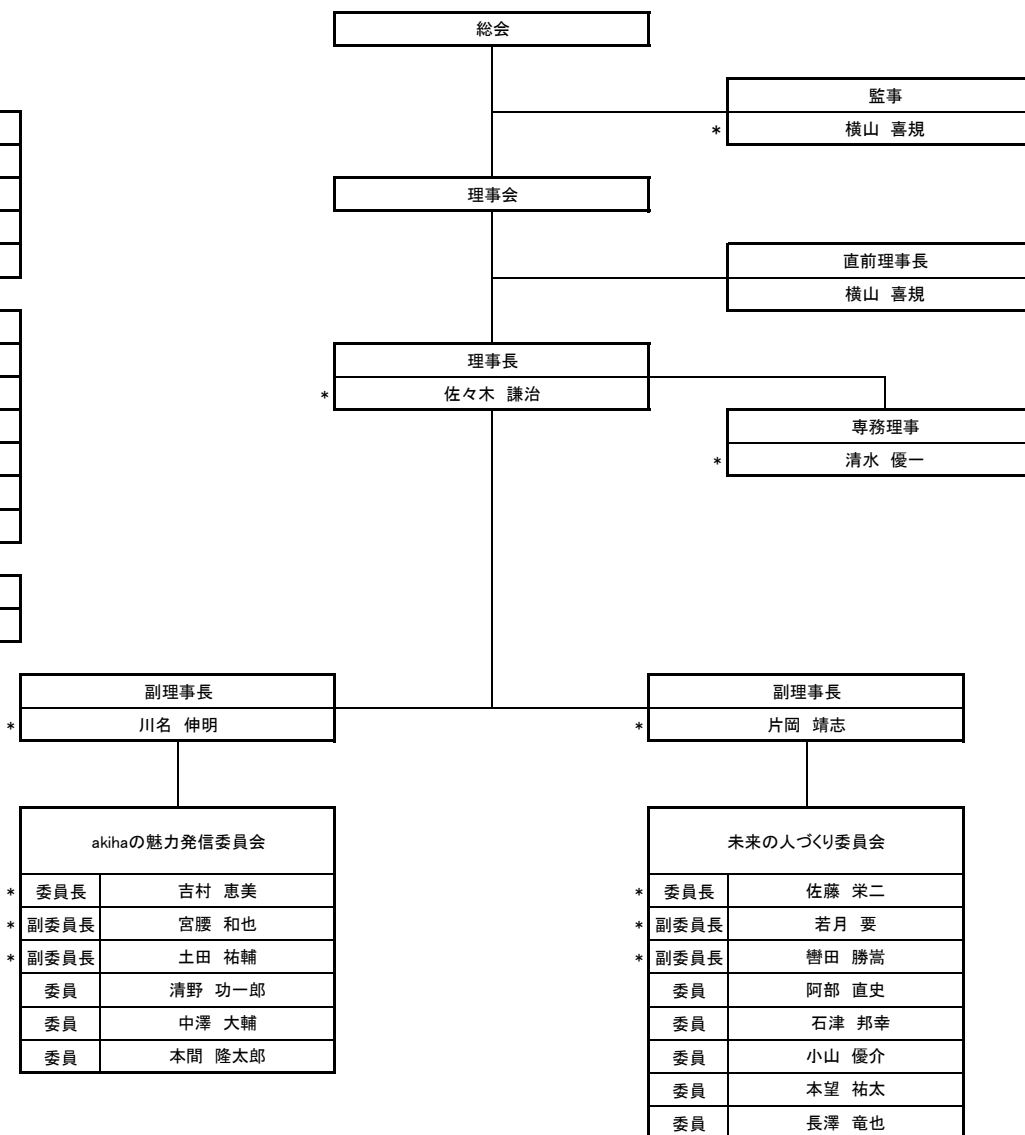 総会
監事
* 横山 喜規
理事会
直前理事長
横山 喜規
理事長
* 佐々木 謙治
専務理事
* 清水 優一
副理事長
* 川名 伸明
副理事長
* 片岡 靖志
akihaの魅力発信委員会
* 委員長 吉村 恵美
* 副委員長 宮腰 和也
* 副委員長 土田 祐輔
委員 清野 功一郎
委員 中澤 大輔
委員 本間 隆太郎
未来の人づくり委員会
* 委員長 佐藤 栄二
* 副委員長 若月 要
* 副委員長 轡田 勝嵩
委員 阿部 直史
委員 石津 邦幸
委員 小山 優介
委員 本望 祐太
委員 長澤 竜也